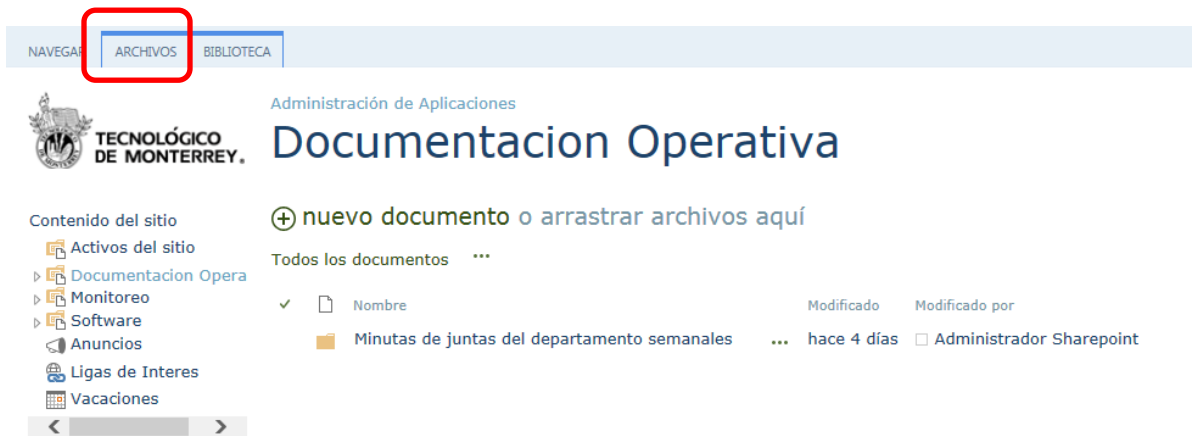 NAVEGAR ARCHIVOS BIBLIOTECA
TECNOLÓGICO
DE MONTERREY.
Administración de Aplicaciones
Documentacion Operativa
Contenido del sitio
Activos del sitio
Documentacion Opera
Monitoreo
Software
Anuncios
Ligas de Interes
Vacaciones
nuevo documento o arrastrar archivos aquí
Todos los documentos ...
Nombre Modificado Modificado por
Minutas de juntas del departamento semanales ... hace 4 días Administrador Sharepoint